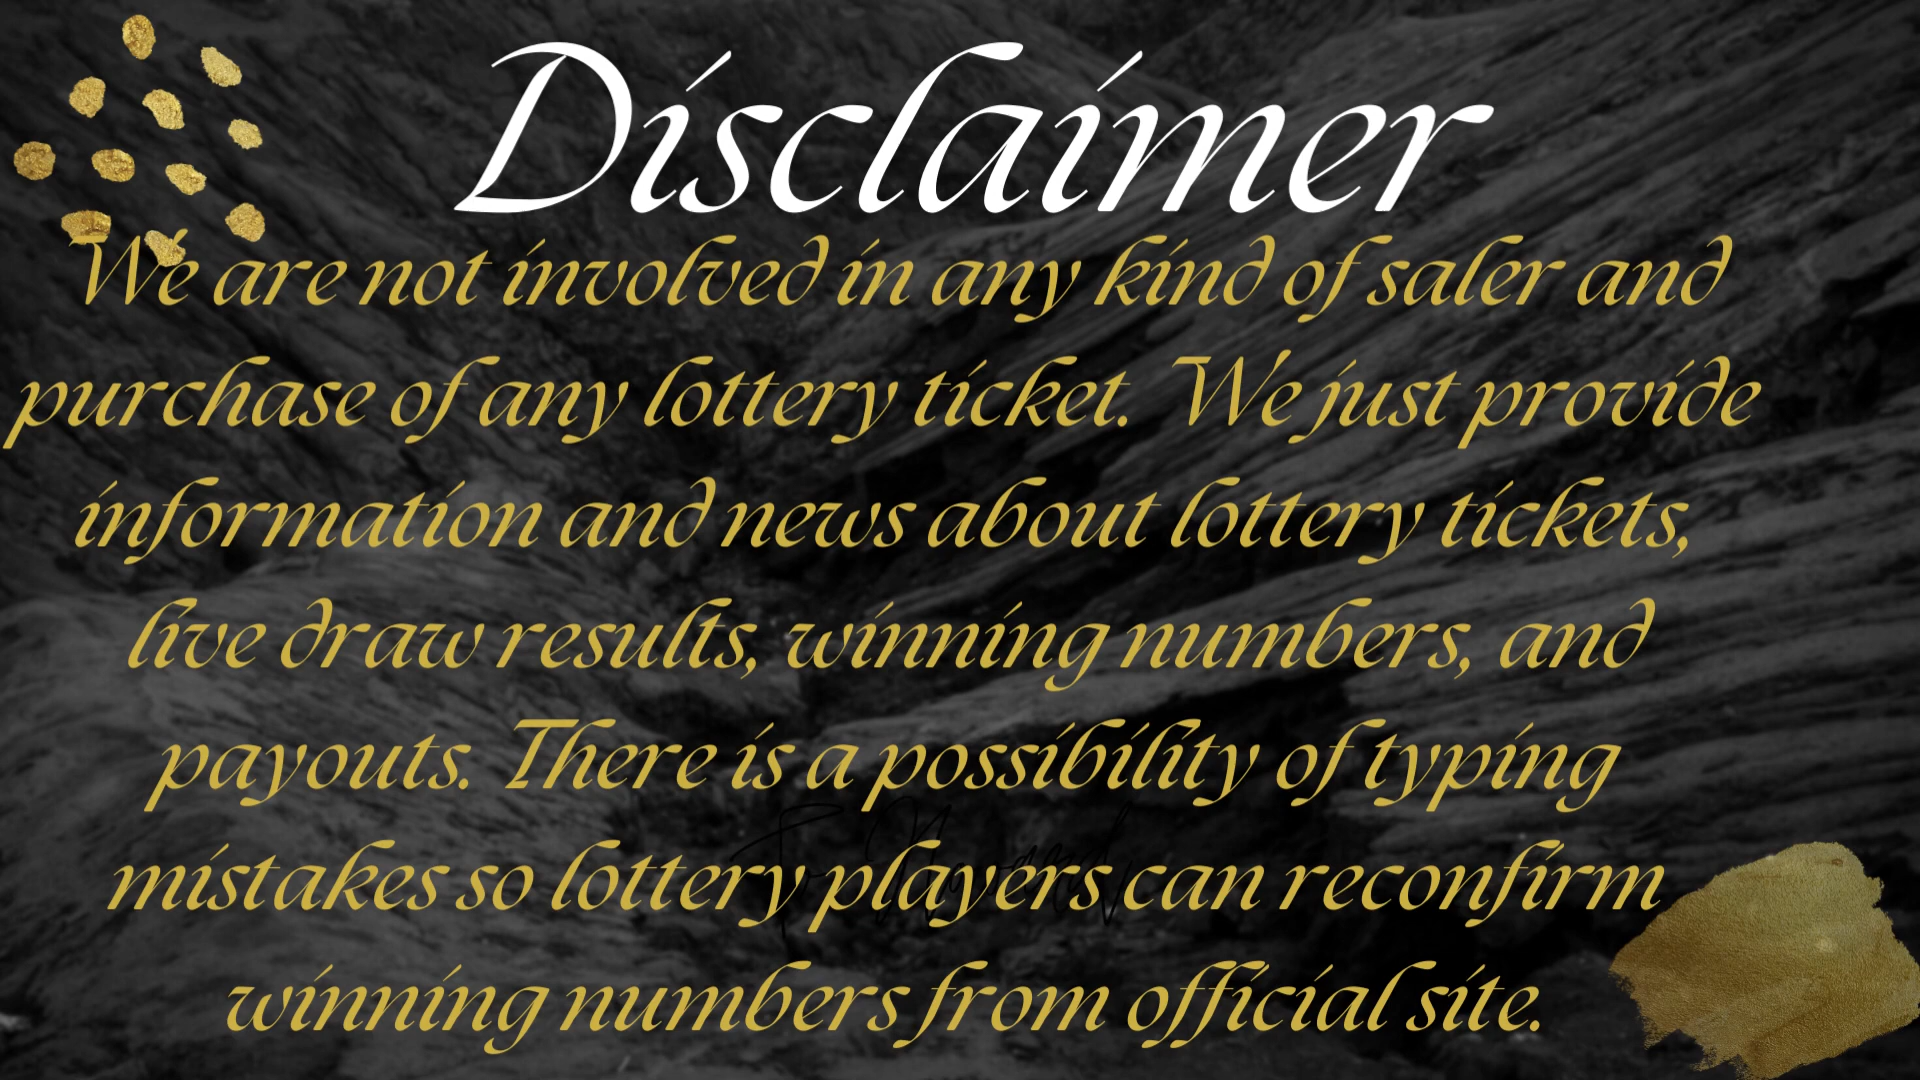 Disclaimer
We are not involved in any kind of saler and
purchase of any lottery ticket. We just provide
information and news about lottery tickets,
live draw results, winning numbers, and
payouts. There is a possibility of typing
mistakes so lottery players can reconfirm
winning numbers from official site.